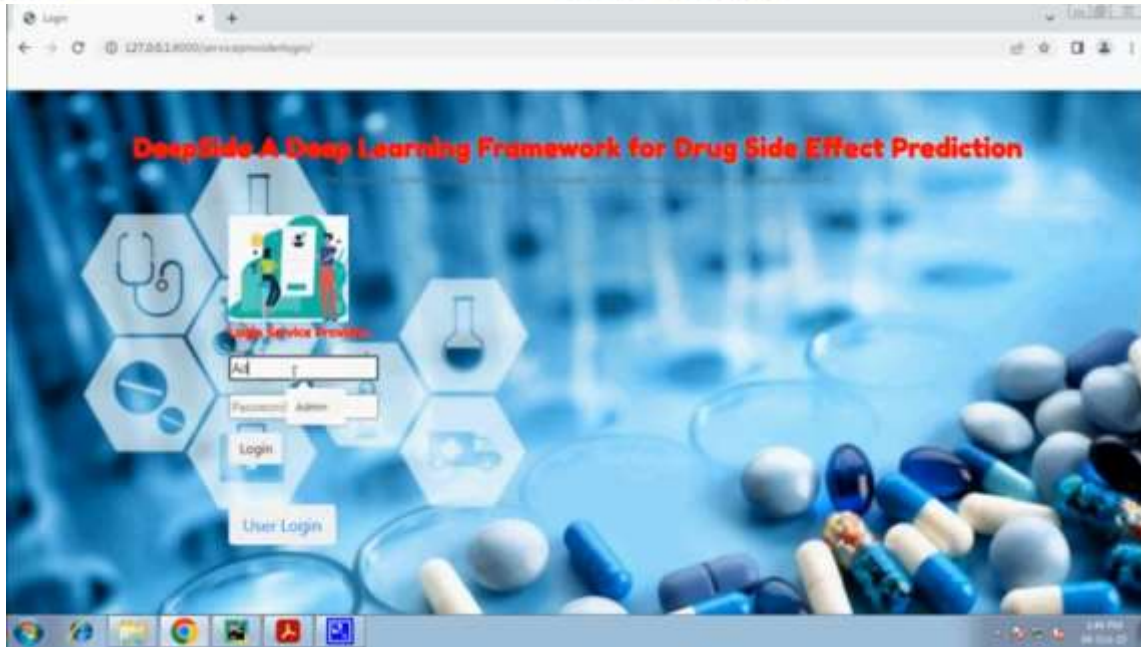 Login
127.0.0.1:8000/serviceproviderlogin/
DeepSide A Deep Learning Framework for Drug Side Effect Prediction
Login Service Provider
Ad
Password
Admin
Login
User Login